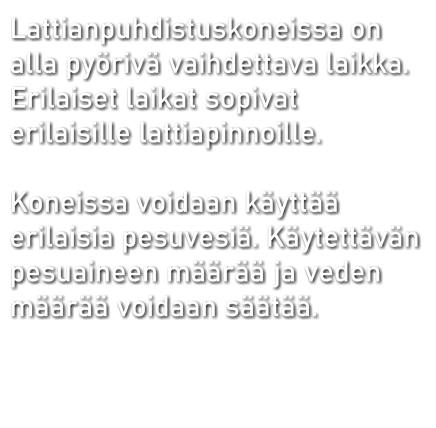 Lattianpuhdistuskoneissa on
alla pyörivä vaihdettava laikka.
Erilaiset laikat sopivat
erilaisille lattiapinnoille.
Koneissa voidaan käyttää
erilaisia pesuvesiä. Käytettävän
pesuaineen määrää ja veden
määrää voidaan säätää.